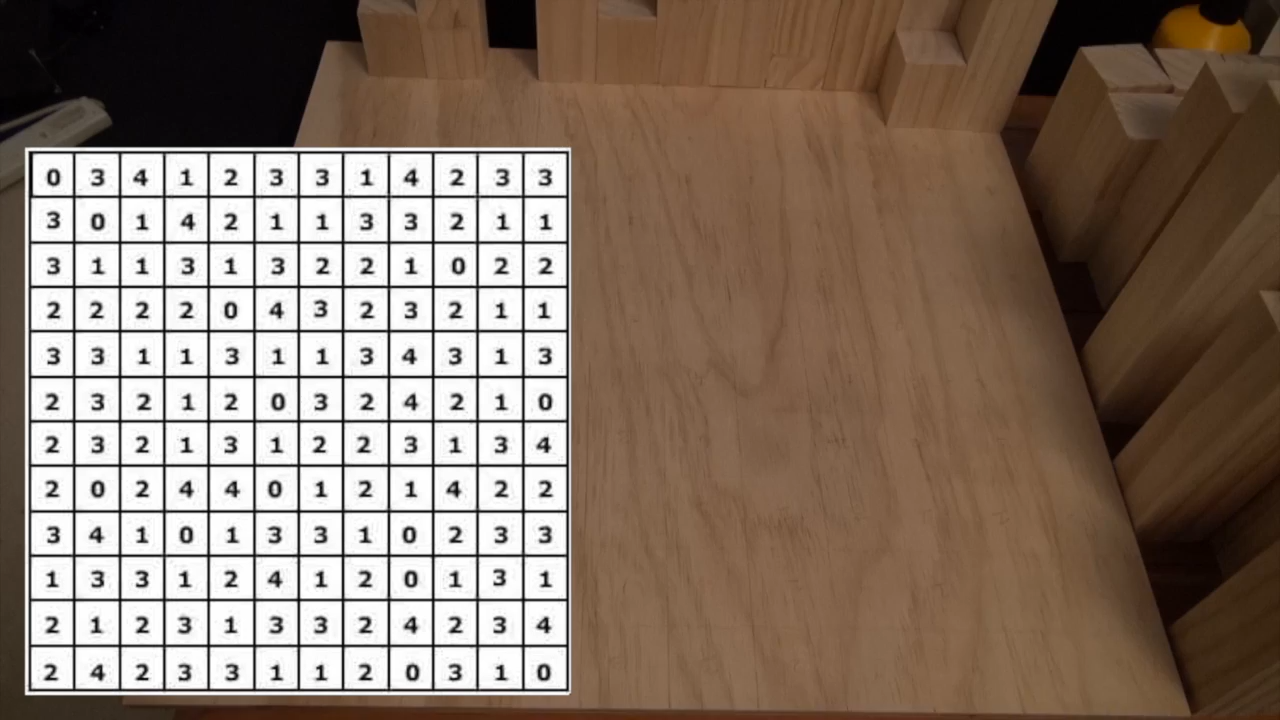 0 3 4 1 2 3 3 1 4 2 3 3
3 0 1 4 2 1 1 3 3 2 1 1
3 1 1 3 1 3 2 2 1 0 2 2
2 2 2 2 0 4 3 2 3 2 1 1
3 3 1 1 3 1 1 3 4 3 1 3
2 3 2 1 2 0 3 2 4 2 1 0
2 3 2 1 3 1 2 2 3 1 3 4
2 0 2 4 4 0 1 2 1 4 2 2
3 4 1 0 1 3 3 1 0 2 3 3
1 3 3 1 2 4 1 2 0 1 3 1
2 1 2 3 1 3 3 2 4 2 3 4
2 4 2 3 3 1 1 2 0 3 1 0